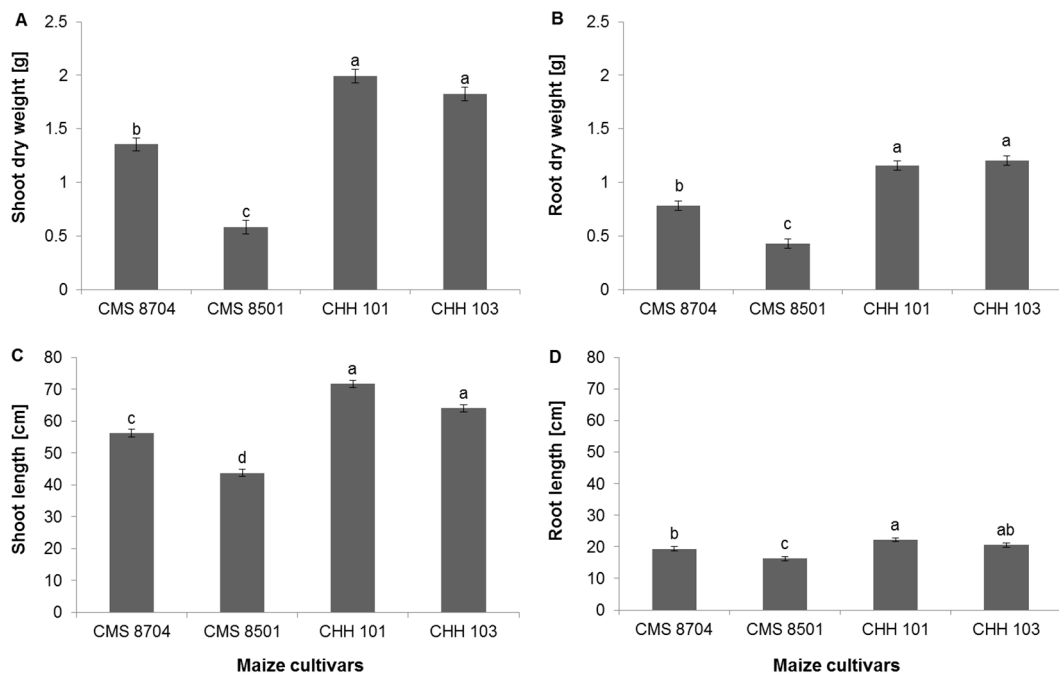 A
Shoot dry weight [g]
2.5
2
1.5
1
0.5
0
b
c
a
a
CMS 8704 CMS 8501 CHH 101 CHH 103
B
Root dry weight [g]
2.5
2
1.5
1
0.5
0
b
c
a
a
CMS 8704 CMS 8501 CHH 101 CHH 103
C
Shoot length [cm]
80
70
60
50
40
30
20
10
0
c
d
a
a
CMS 8704 CMS 8501 CHH 101 CHH 103
Maize cultivars
D
Root length [cm]
80
70
60
50
40
30
20
10
0
b
c
a
ab
CMS 8704 CMS 8501 CHH 101 CHH 103
Maize cultivars